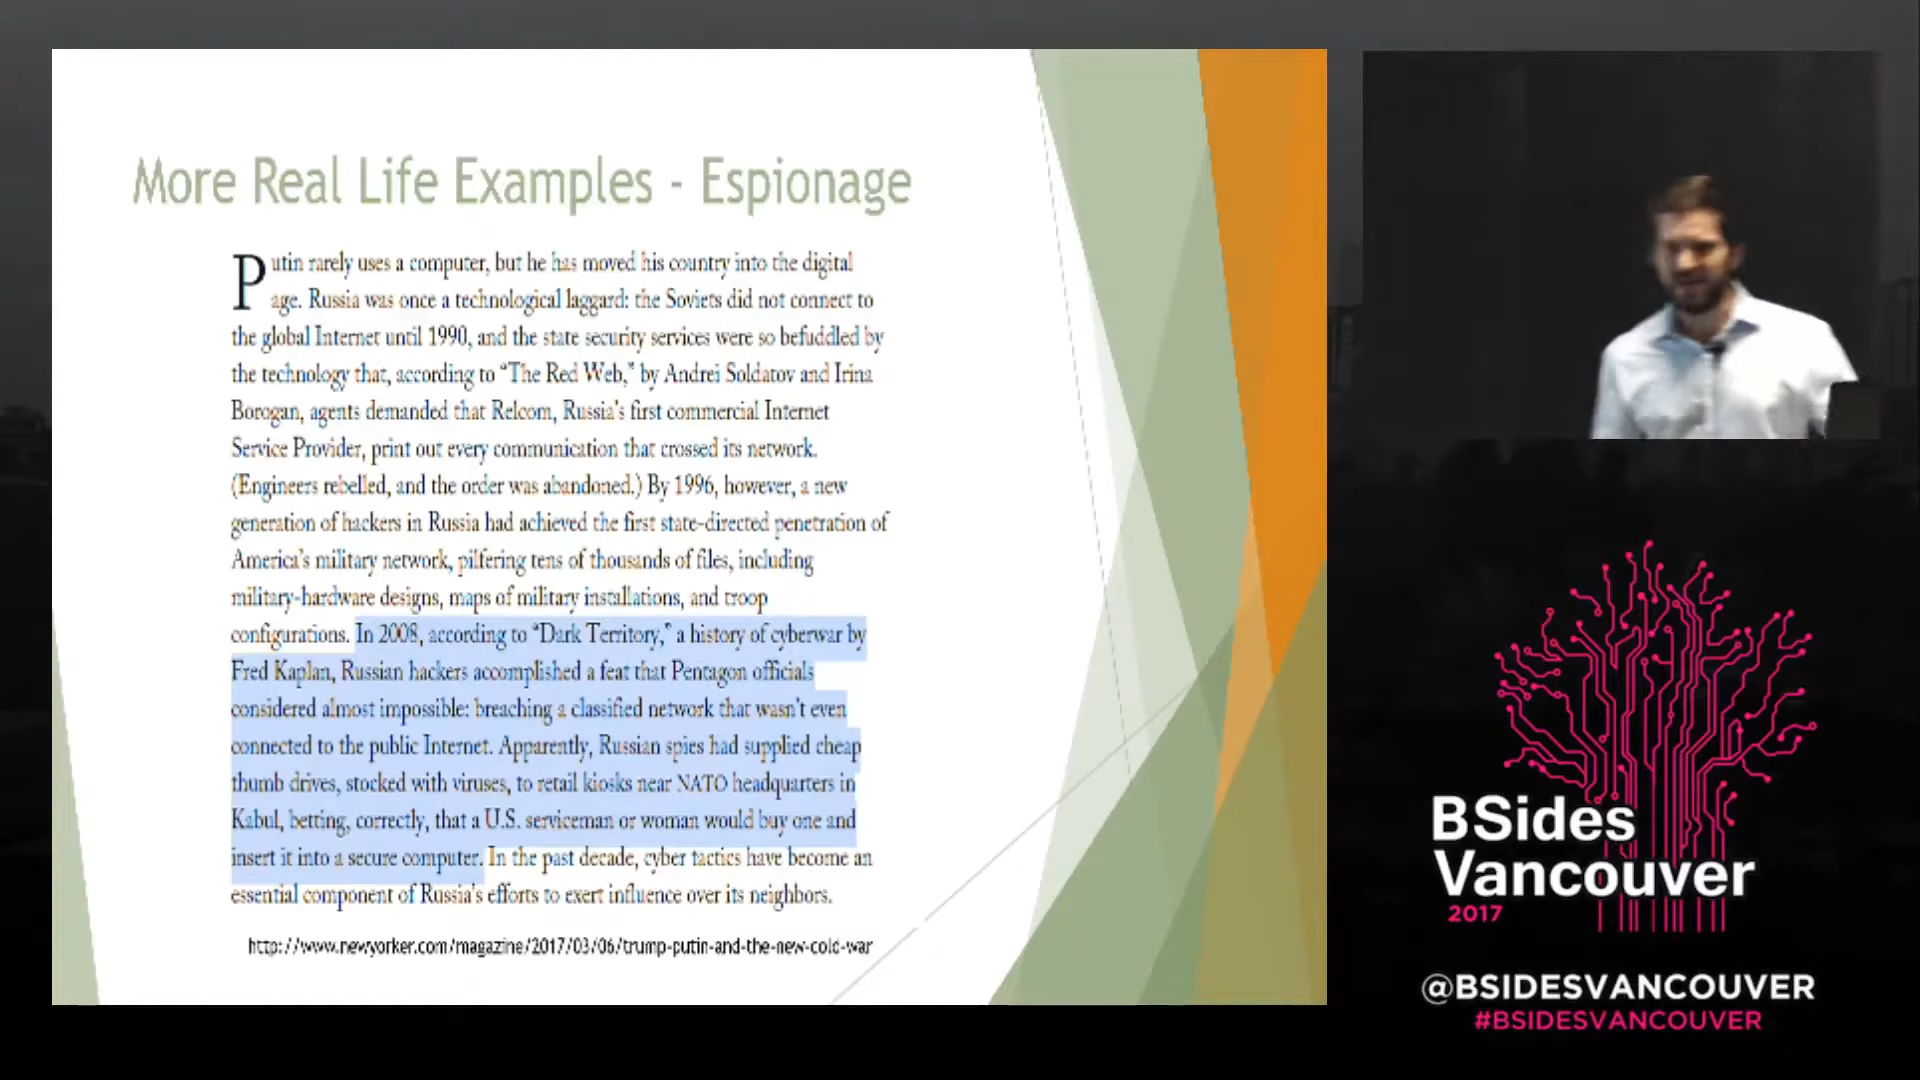 More Real Life Examples - Espionage
Putin rarely uses a computer, but he has moved his country into the digital
age. Russia was once a technological laggard: the Soviets did not connect to
the global Internet until 1990, and the state security services were so befuddled by
the technology that, according to “The Red Web,” by Andrei Soldatov and Irina
Borogan, agents demanded that Relcom, Russia’s first commercial Internet
Service Provider, print out every communication that crossed its network.
(Engineers rebelled, and the order was abandoned.) By 1996, however, a new
generation of hackers in Russia had achieved the first state-directed penetration of
America’s military network, pilfering tens of thousands of files, including
military-hardware designs, maps of military installations, and troop
configurations. In 2008, according to “Dark Territory,” a history of cyberwar by
Fred Kaplan, Russian hackers accomplished a feat that Pentagon officials
considered almost impossible: breaching a classified network that wasn’t even
connected to the public Internet. Apparently, Russian spies had supplied cheap
thumb drives, stocked with viruses, to retail kiosks near NATO headquarters in
Kabul, betting, correctly, that a U.S. serviceman or woman would buy one and
insert it into a secure computer. In the past decade, cyber tactics have become an
essential component of Russia’s efforts to exert influence over its neighbors.
http://www.newyorker.com/magazine/2017/03/06/trump-putin-and-the-new-cold-war
BSides
Vancouver
2017
@BSIDESVANCOUVER
#BSIDESVANCOUVER